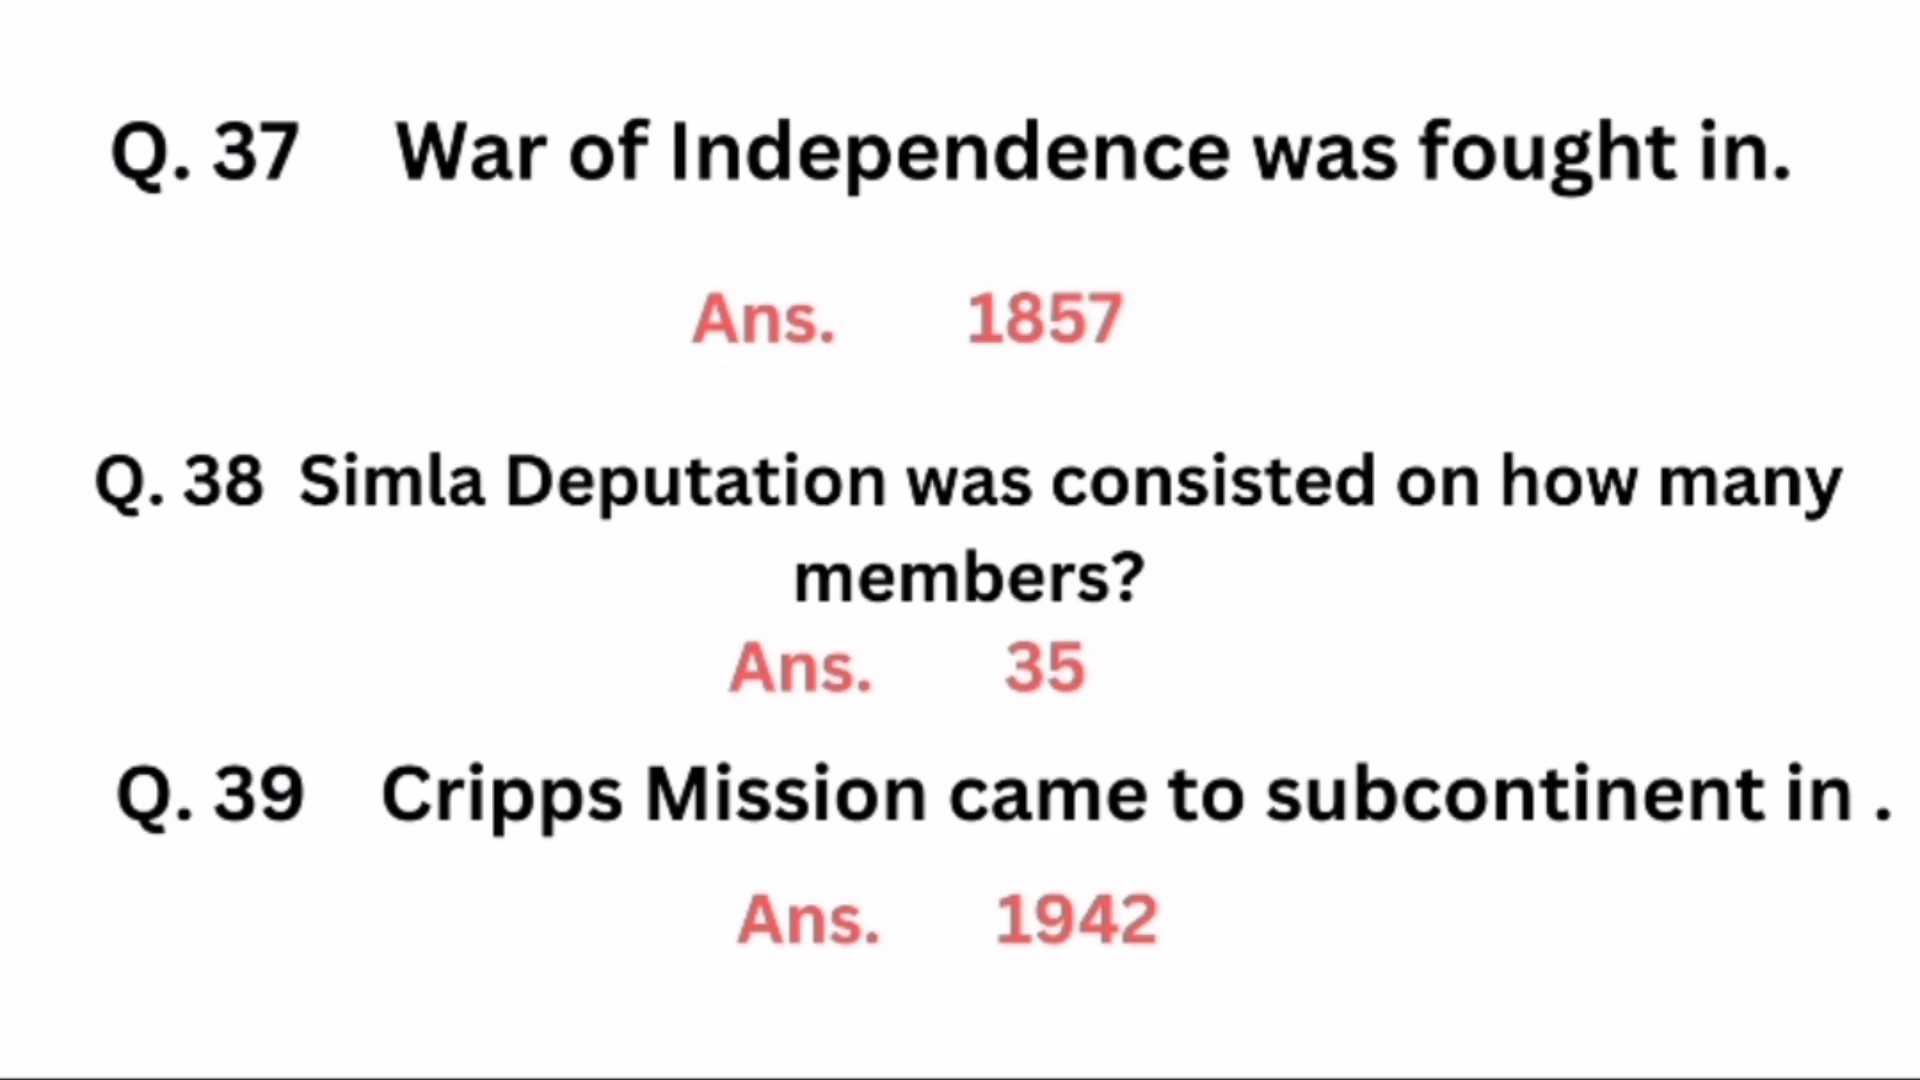 Q. 37 War of Independence was fought in.
Ans. 1857
Q. 38 Simla Deputation was consisted on how many
members?
Ans. 35
Q. 39 Cripps Mission came to subcontinent in .
Ans. 1942